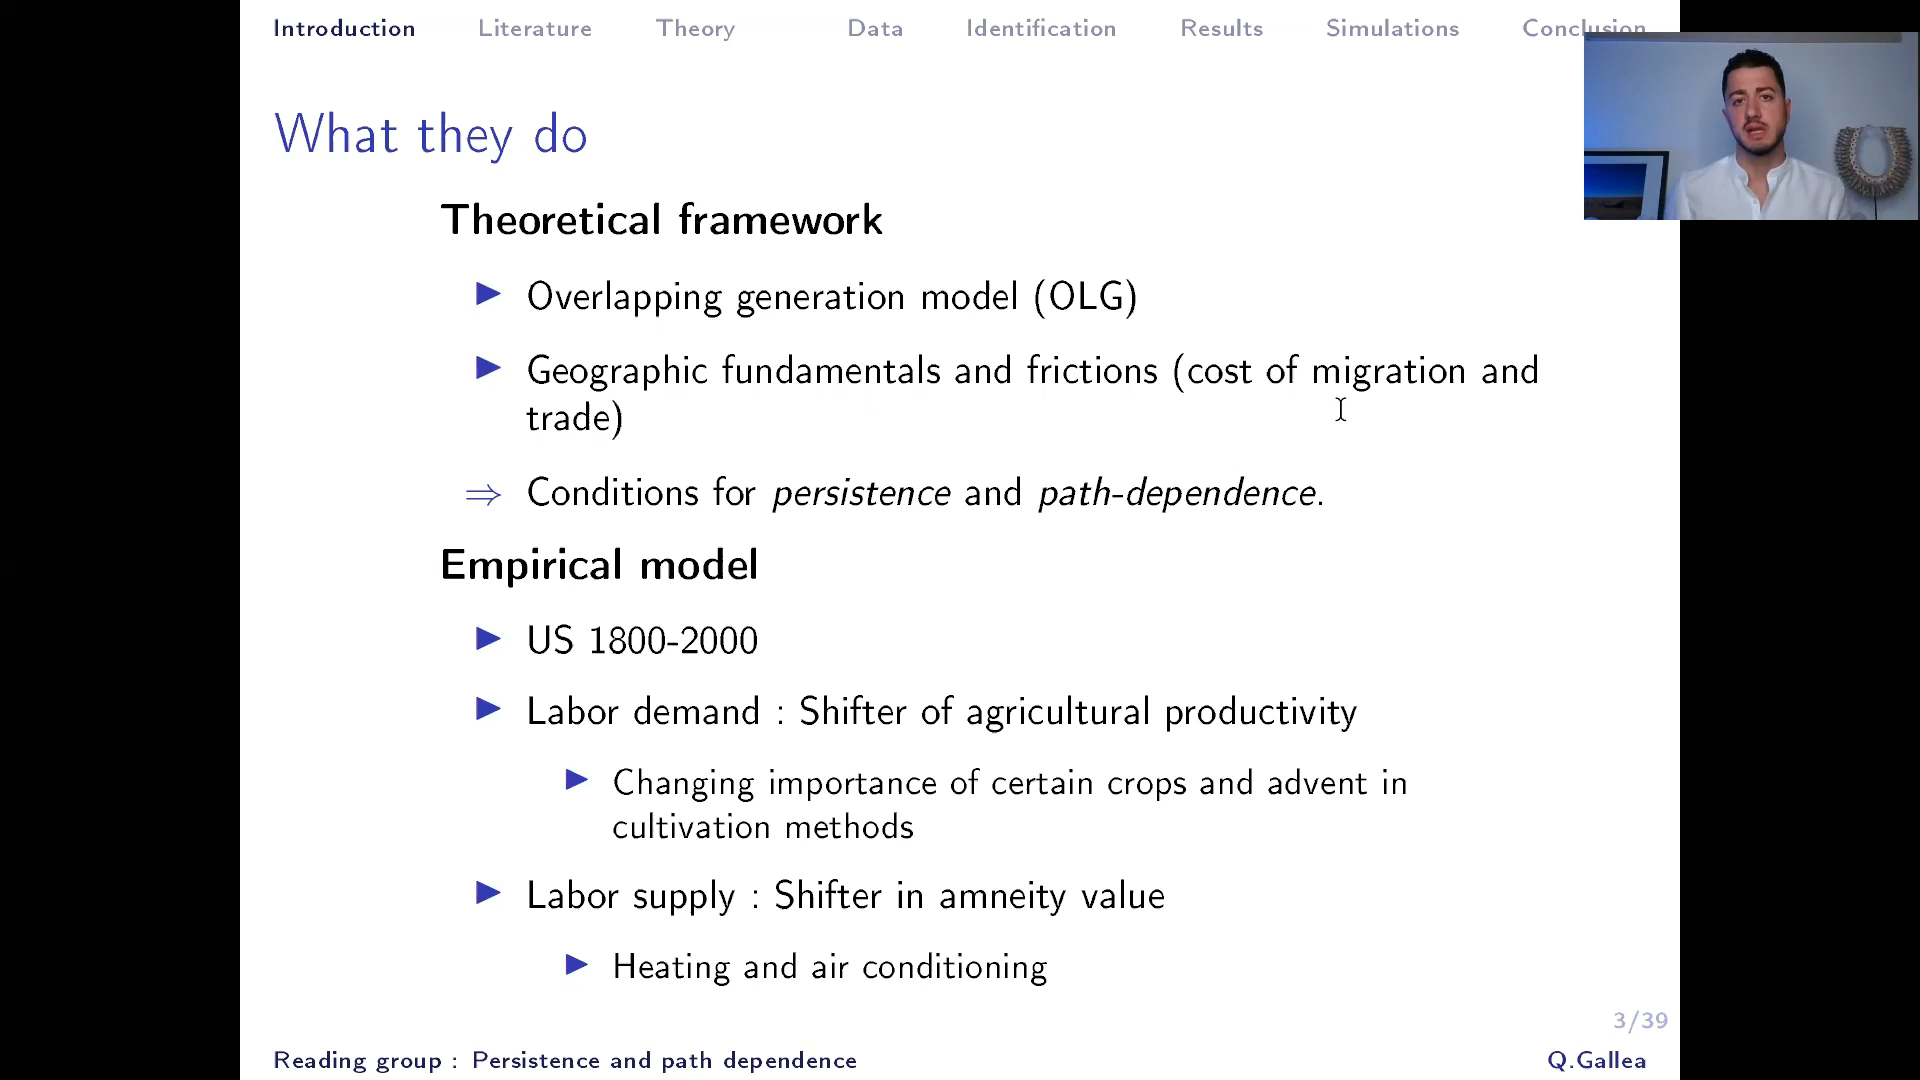 Introduction Literature Theory Data Identification Results Simulations Conclusion
What they do
Theoretical framework
Overlapping generation model (OLG)
Geographic fundamentals and frictions (cost of migration and
trade)
⇒ Conditions for persistence and path-dependence.
Empirical model
US 1800-2000
Labor demand : Shifter of agricultural productivity
Changing importance of certain crops and advent in
cultivation methods
Labor supply : Shifter in amneity value
Heating and air conditioning
3/39
Reading group : Persistence and path dependence Q.Gallea